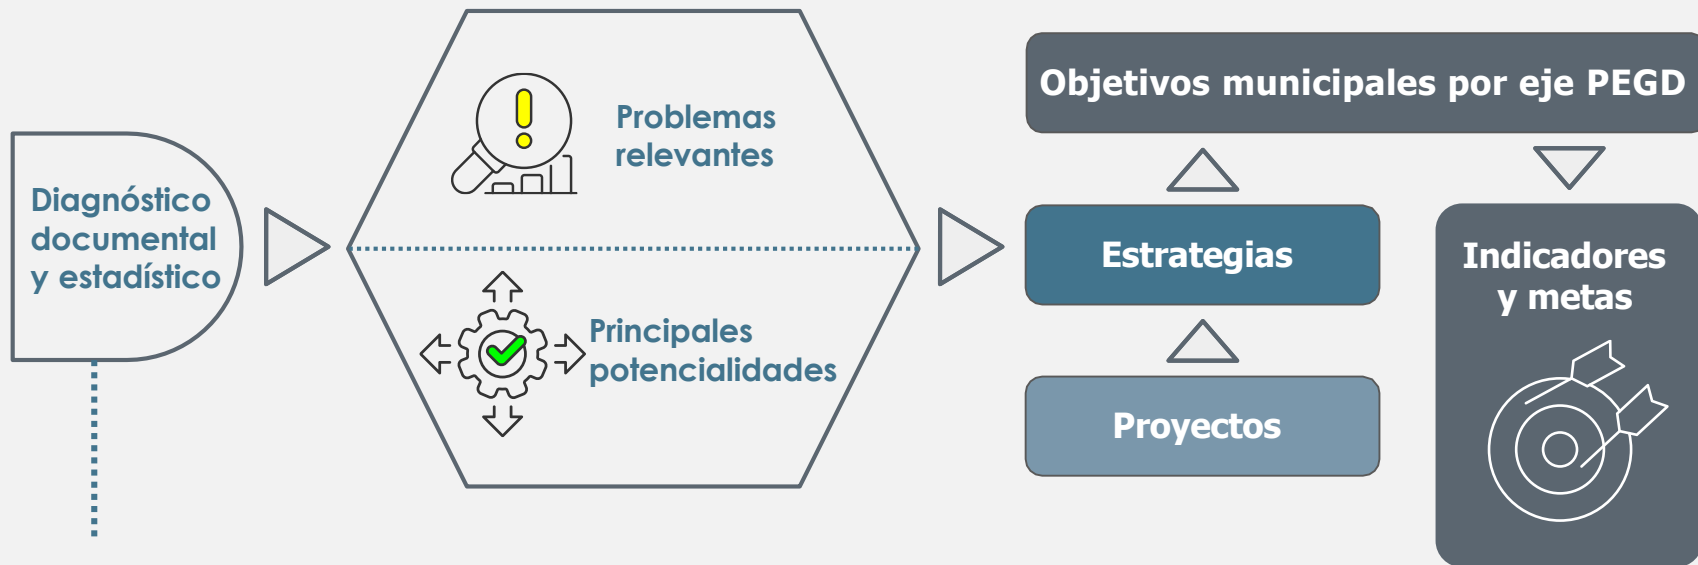 Diagnóstico
documental
y estadístico
Problemas
relevantes
Principales
potencialidades
Objetivos municipales por eje PEGD
Estrategias
Proyectos
Indicadores
y metas